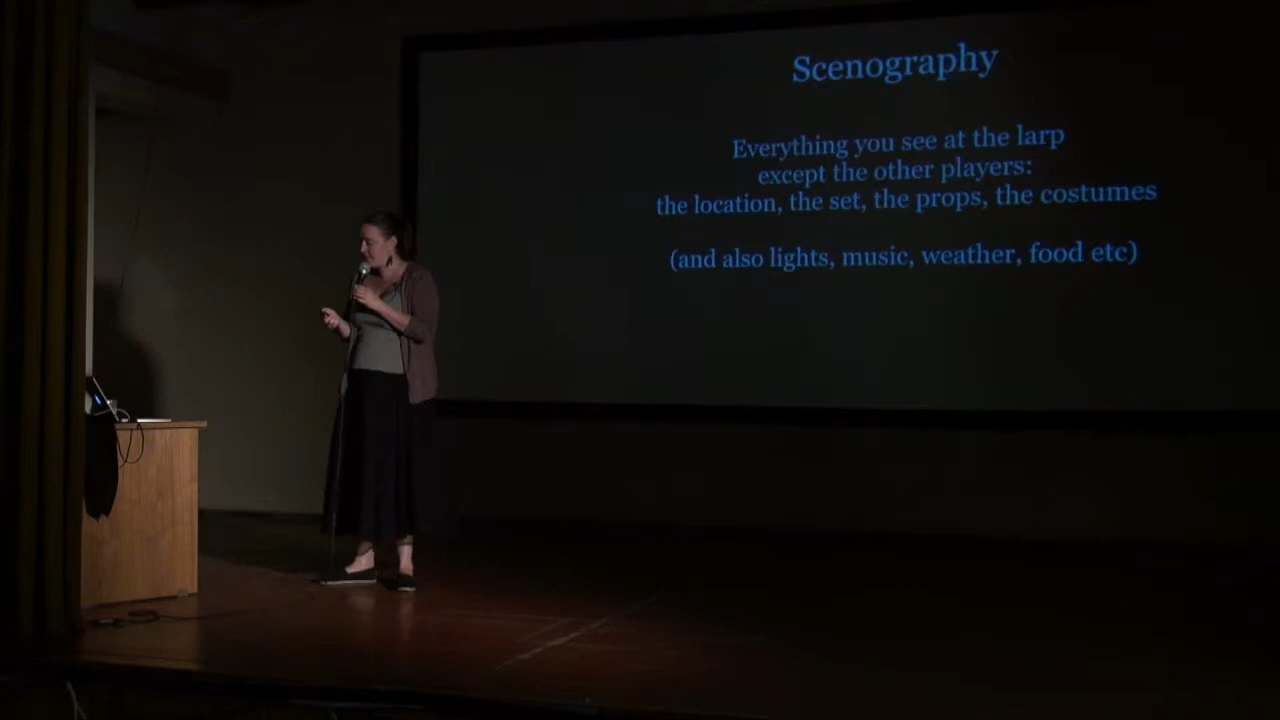 Scenography
Everything you see at the larp
except the other players:
the location, the set, the props, the costumes
(and also lights, music, weather, food etc)